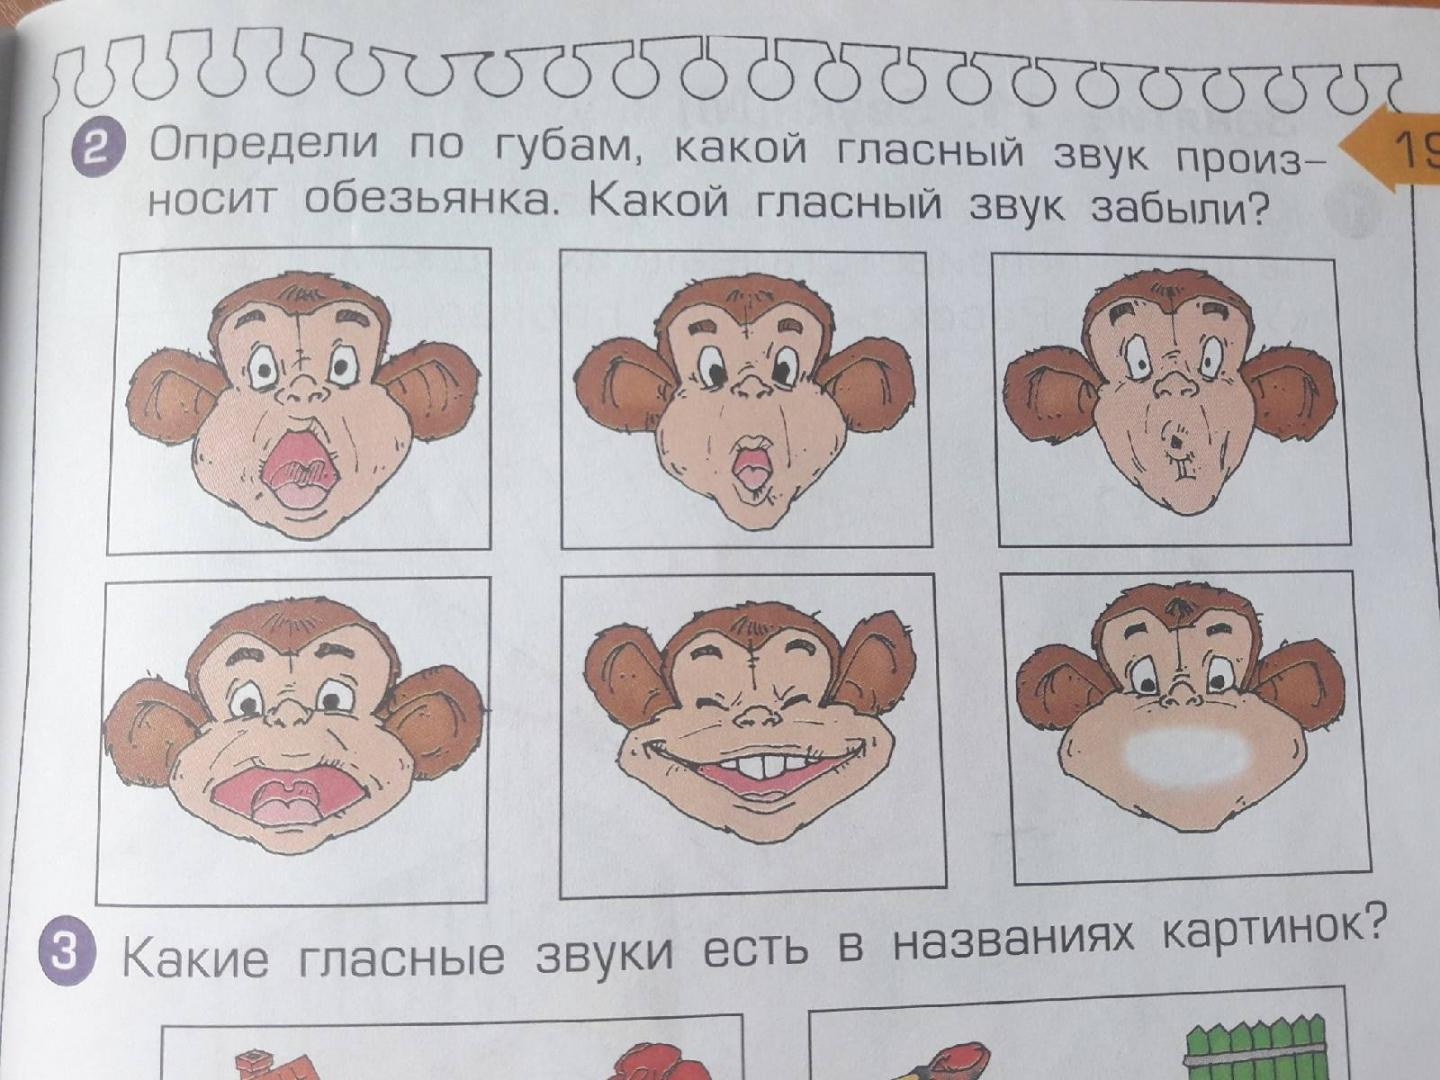 2 Определи по губам, какой гласный звук произ-
носит обезьянка. Какой гласный звук забыли?
3 Какие гласные звуки есть в названиях картинок?